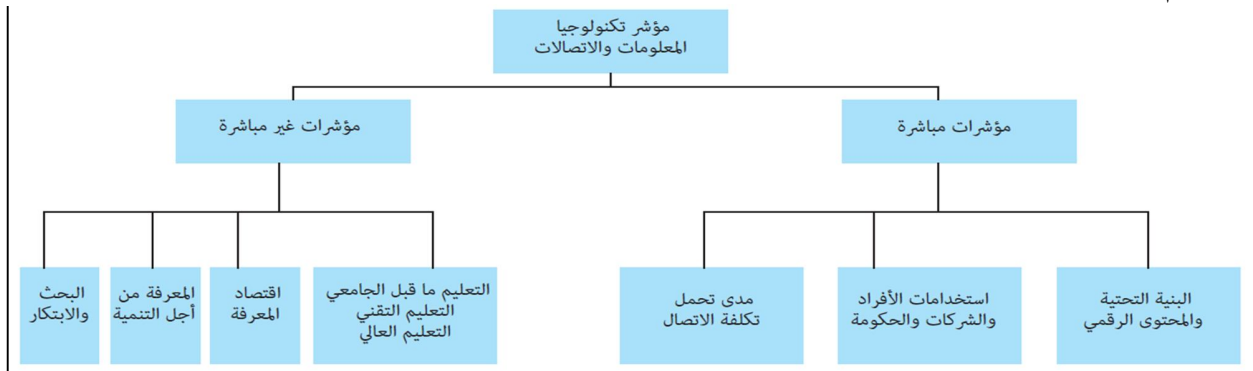 مؤشر تكنولوجيا
المعلومات والاتصالات
مؤشرات مباشرة
مؤشرات غير مباشرة
البنية التحتية
والمحتوى الرقمي
استخدامات الأفراد
والشركات والحكومة
مدى تحمل
تكلفة الاتصال
التعليم ما قبل الجامعي
التعليم التقني
التعليم العالي
اقتصاد
المعرفة
المعرفة من
أجل التنمية
البحث
والابتكار